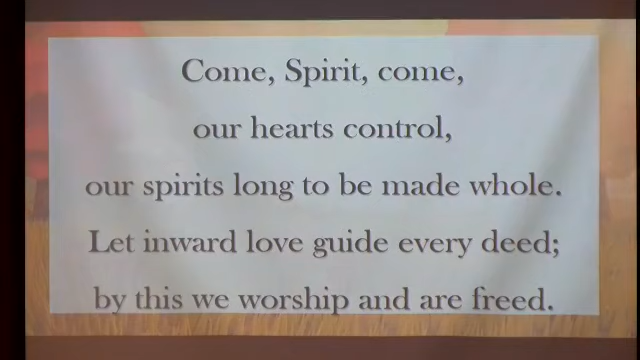 Come, Spirit, come,
our hearts control,
our spirits long to be made whole.
Let inward love guide every deed;
by this we worship and are freed.